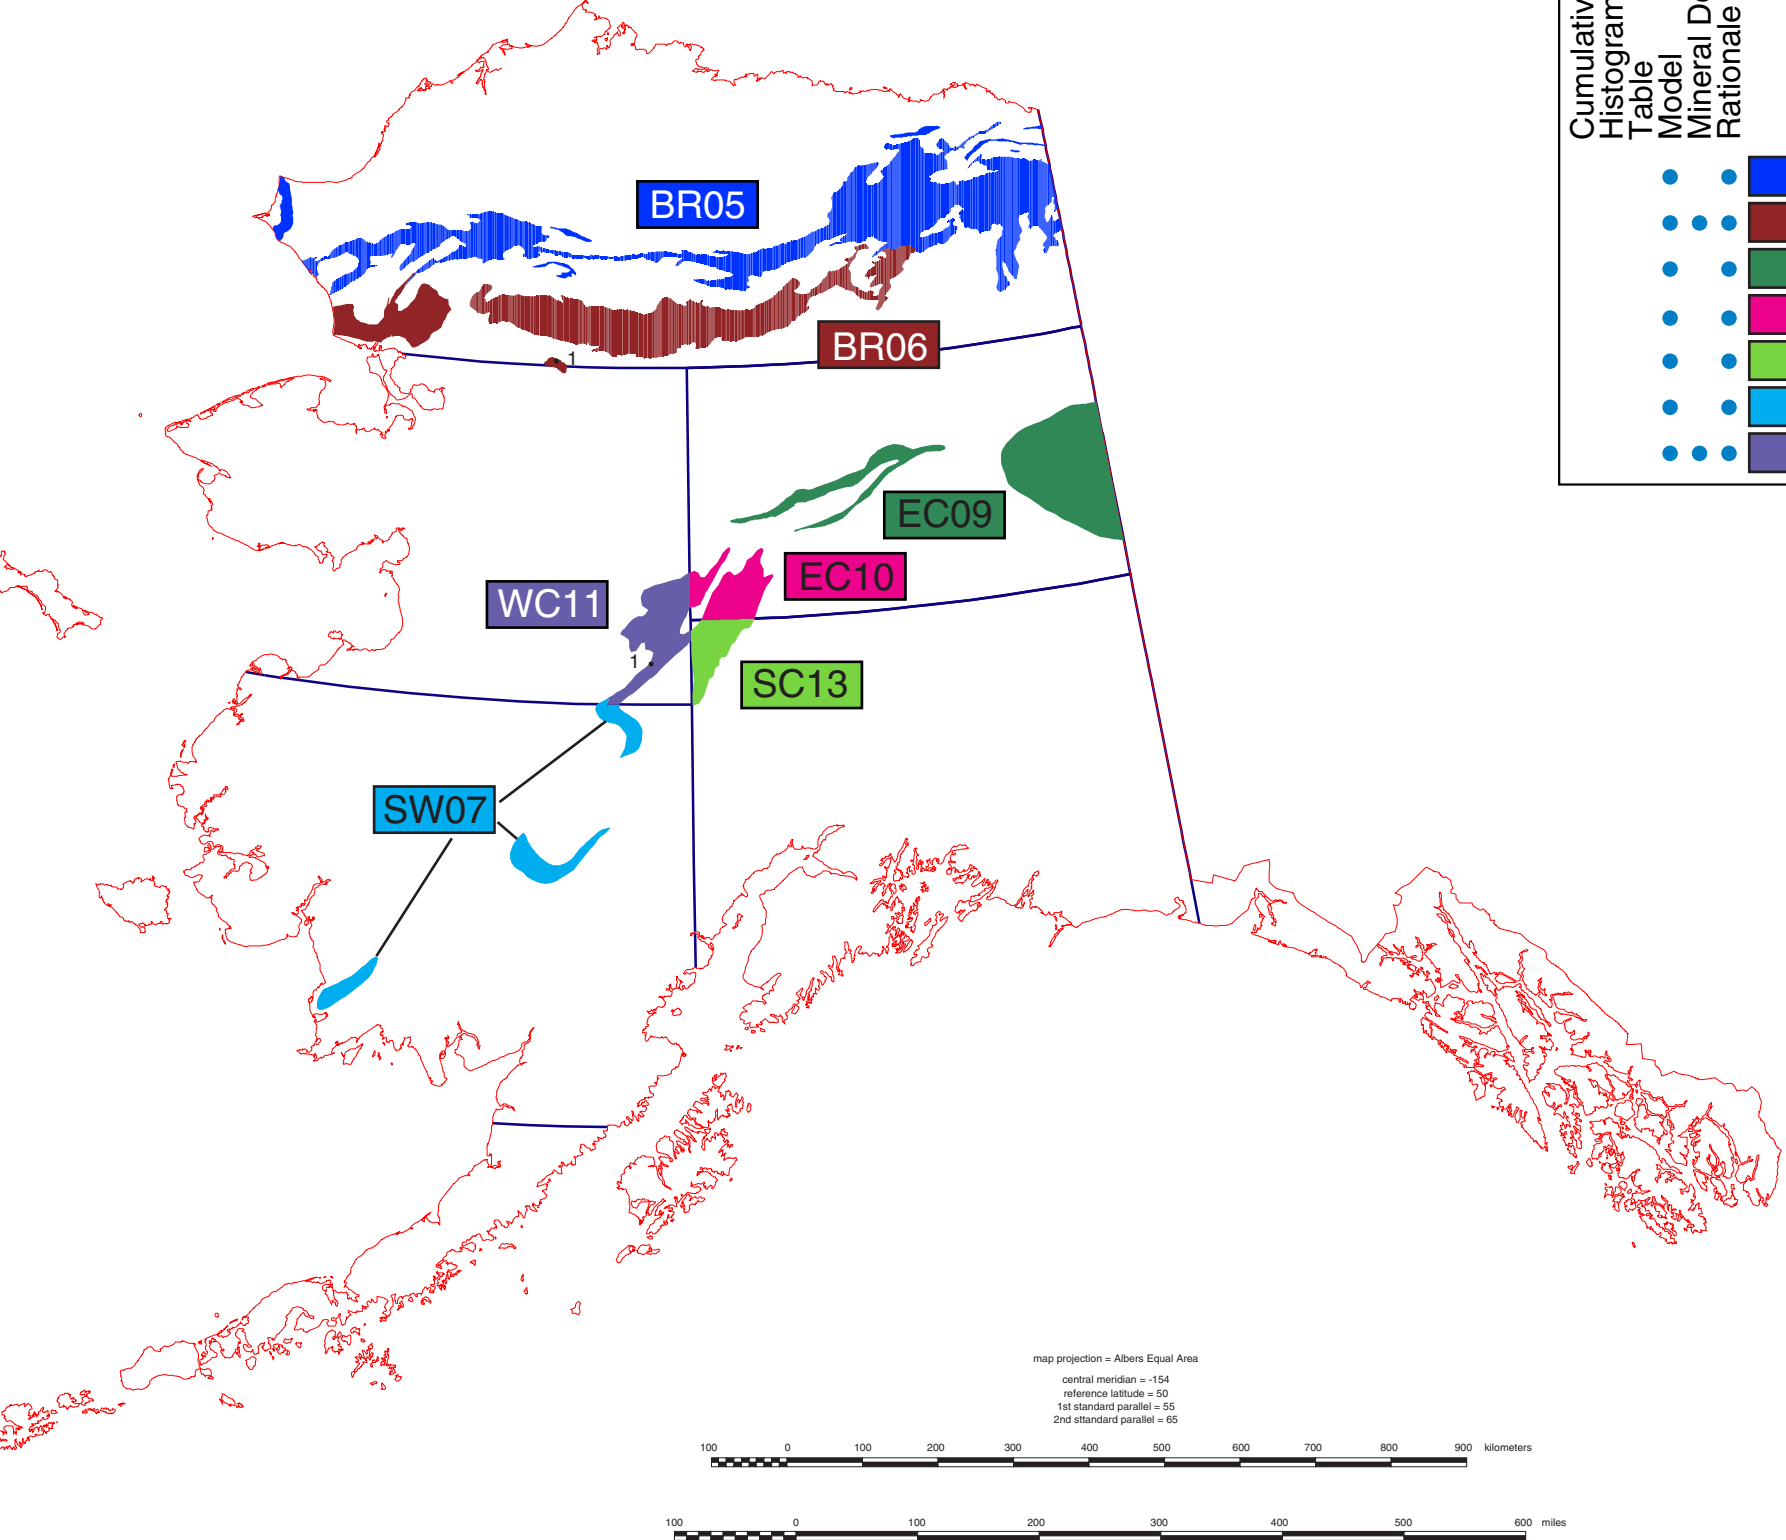 Cumulativ
Histogram
Table
Model
Mineral De
Rationale
BR05
BR06
1
EC09
EC10
WC11
1
SC13
SW07
map projection = Albers Equal Area
central meridian = -154
reference latitude = 50
1st standard parallel = 55
2nd sttandard parallel = 65
100 0 100 200 300 400 500 600 700 800 900 kilometers
100 0 100 200 300 400 500 600 miles